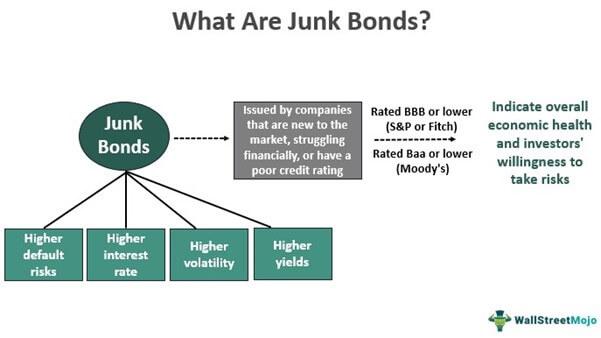 What Are Junk Bonds?
Junk
Bonds
Issued by companies
that are new to the
market, struggling
financially, or have a
poor credit rating
Rated BBB or lower
(S&P or Fitch)
Rated Baa or lower
(Moody's)
Indicate overall
economic health
and investors'
willingness to
take risks
Higher
default
risks
Higher
interest
rate
Higher
volatility
Higher
yields
WallStreetMojo